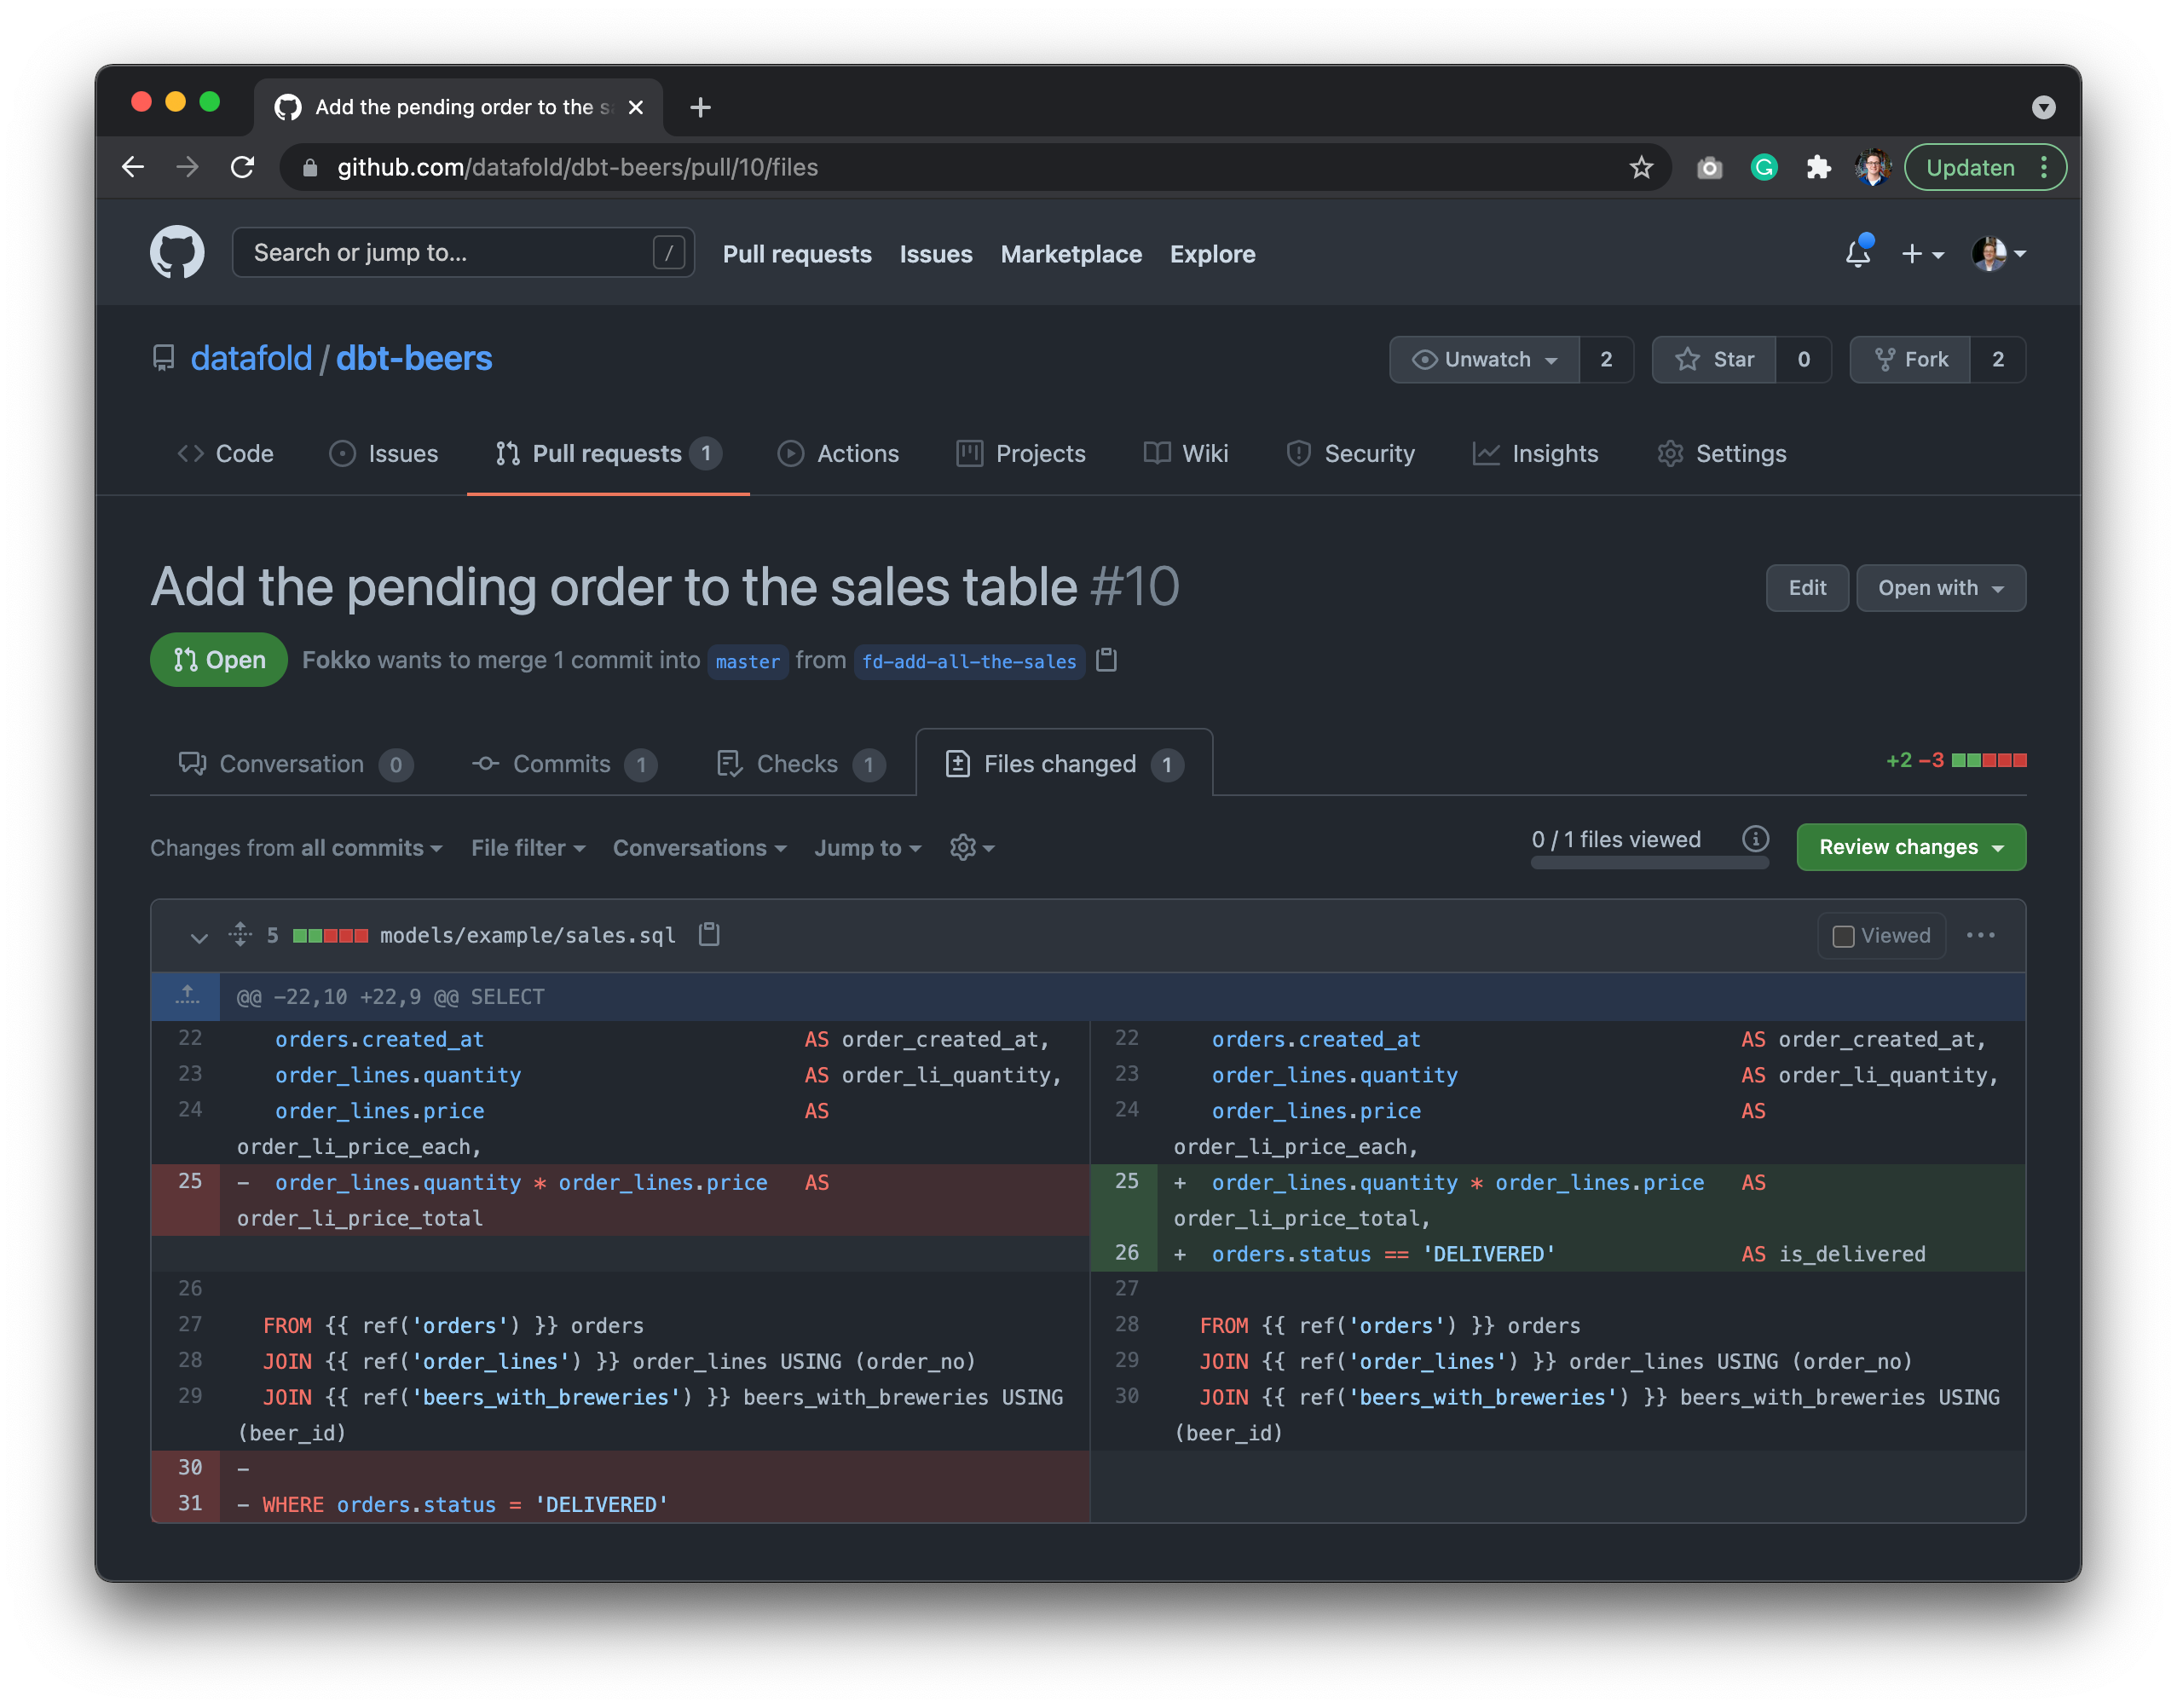 Add the pending order to the s
github.com/datafold/dbt-beers/pull/10/files
Updaten
Search or jump to... /
Pull requests Issues Marketplace Explore
datafold/dbt-beers
Unwatch 2 Star 0 Fork 2
Code Issues Pull requests 1 Actions Projects Wiki Security Insights Settings
Add the pending order to the sales table #10
Edit Open with
Open Fokko wants to merge 1 commit into master from fd-add-all-the-sales
Conversation 0 Commits 1 Checks 1 Files changed 1
+2 −3
Changes from all commits File filter Conversations Jump to
0 / 1 files viewed
Review changes
5 models/example/sales.sql
Viewed
@@ −22,10 +22,9 @@ SELECT
22 orders.created_at AS order_created_at,
23 order_lines.quantity AS order_li_quantity,
24 order_lines.price AS
order_li_price_each,
25 − order_lines.quantity * order_lines.price AS
order_li_price_total
26
27 FROM {{ ref('orders') }} orders
28 JOIN {{ ref('order_lines') }} order_lines USING (order_no)
29 JOIN {{ ref('beers_with_breweries') }} beers_with_breweries USING
(beer_id)
30 −
31 − WHERE orders.status = 'DELIVERED'
22 orders.created_at AS order_created_at,
23 order_lines.quantity AS order_li_quantity,
24 order_lines.price AS
order_li_price_each,
25 + order_lines.quantity * order_lines.price AS
order_li_price_total,
26 + orders.status == 'DELIVERED' AS is_delivered
27
28 FROM {{ ref('orders') }} orders
29 JOIN {{ ref('order_lines') }} order_lines USING (order_no)
30 JOIN {{ ref('beers_with_breweries') }} beers_with_breweries USING
(beer_id)